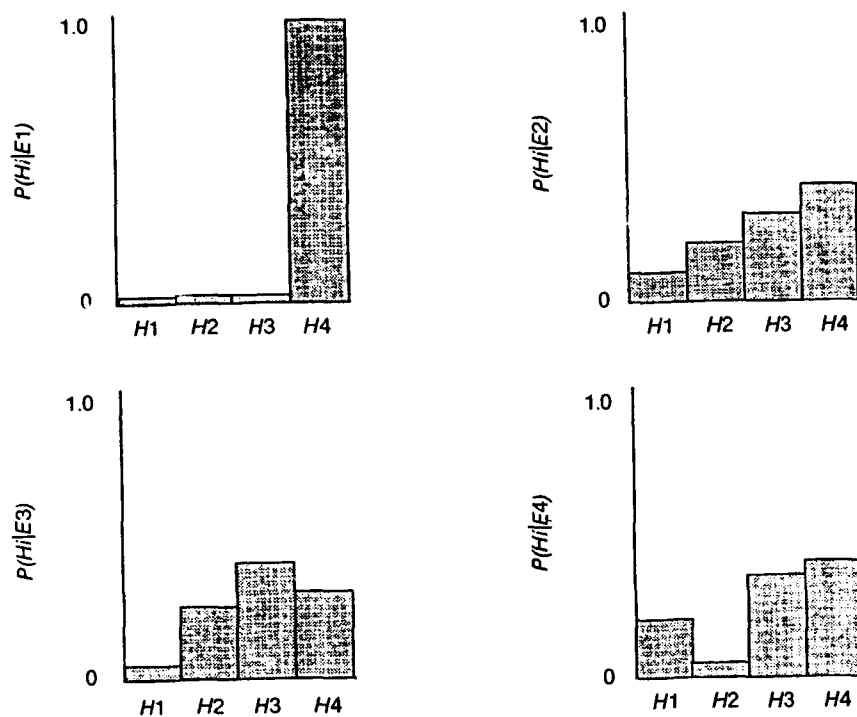 1.0
P(Hi|E1)
0
H1 H2 H3 H4
1.0
P(Hi|E2)
0
H1 H2 H3 H4
1.0
P(Hi|E3)
0
H1 H2 H3 H4
1.0
P(Hi|E4)
0
H1 H2 H3 H4